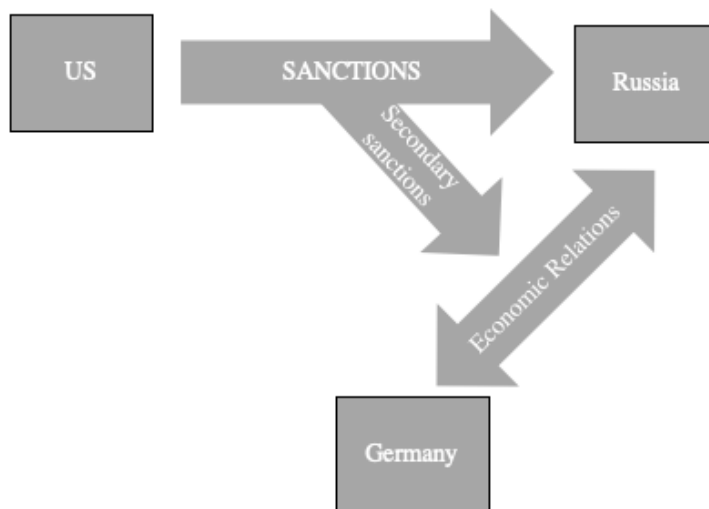 US
SANCTIONS
Russia
Secondary
sanctions
Economic Relations
Germany